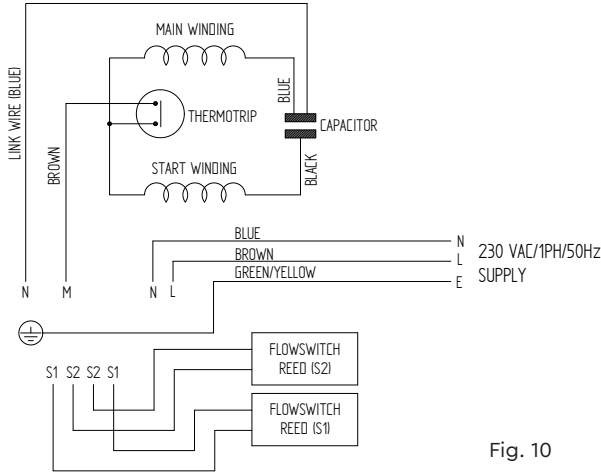 MAIN WINDING
LINK WIRE (BLUE)
BROWN
BLUE
THERMOTRIP
CAPACITOR
START WINDING
BLACK
BLUE
BROWN
GREEN/YELLOW
N
L
E
230 VAC/1PH/50Hz
SUPPLY
N M N L
S1 S2 S2 S1
FLOWSWITCH
REED (S2)
FLOWSWITCH
REED (S1)
Fig. 10